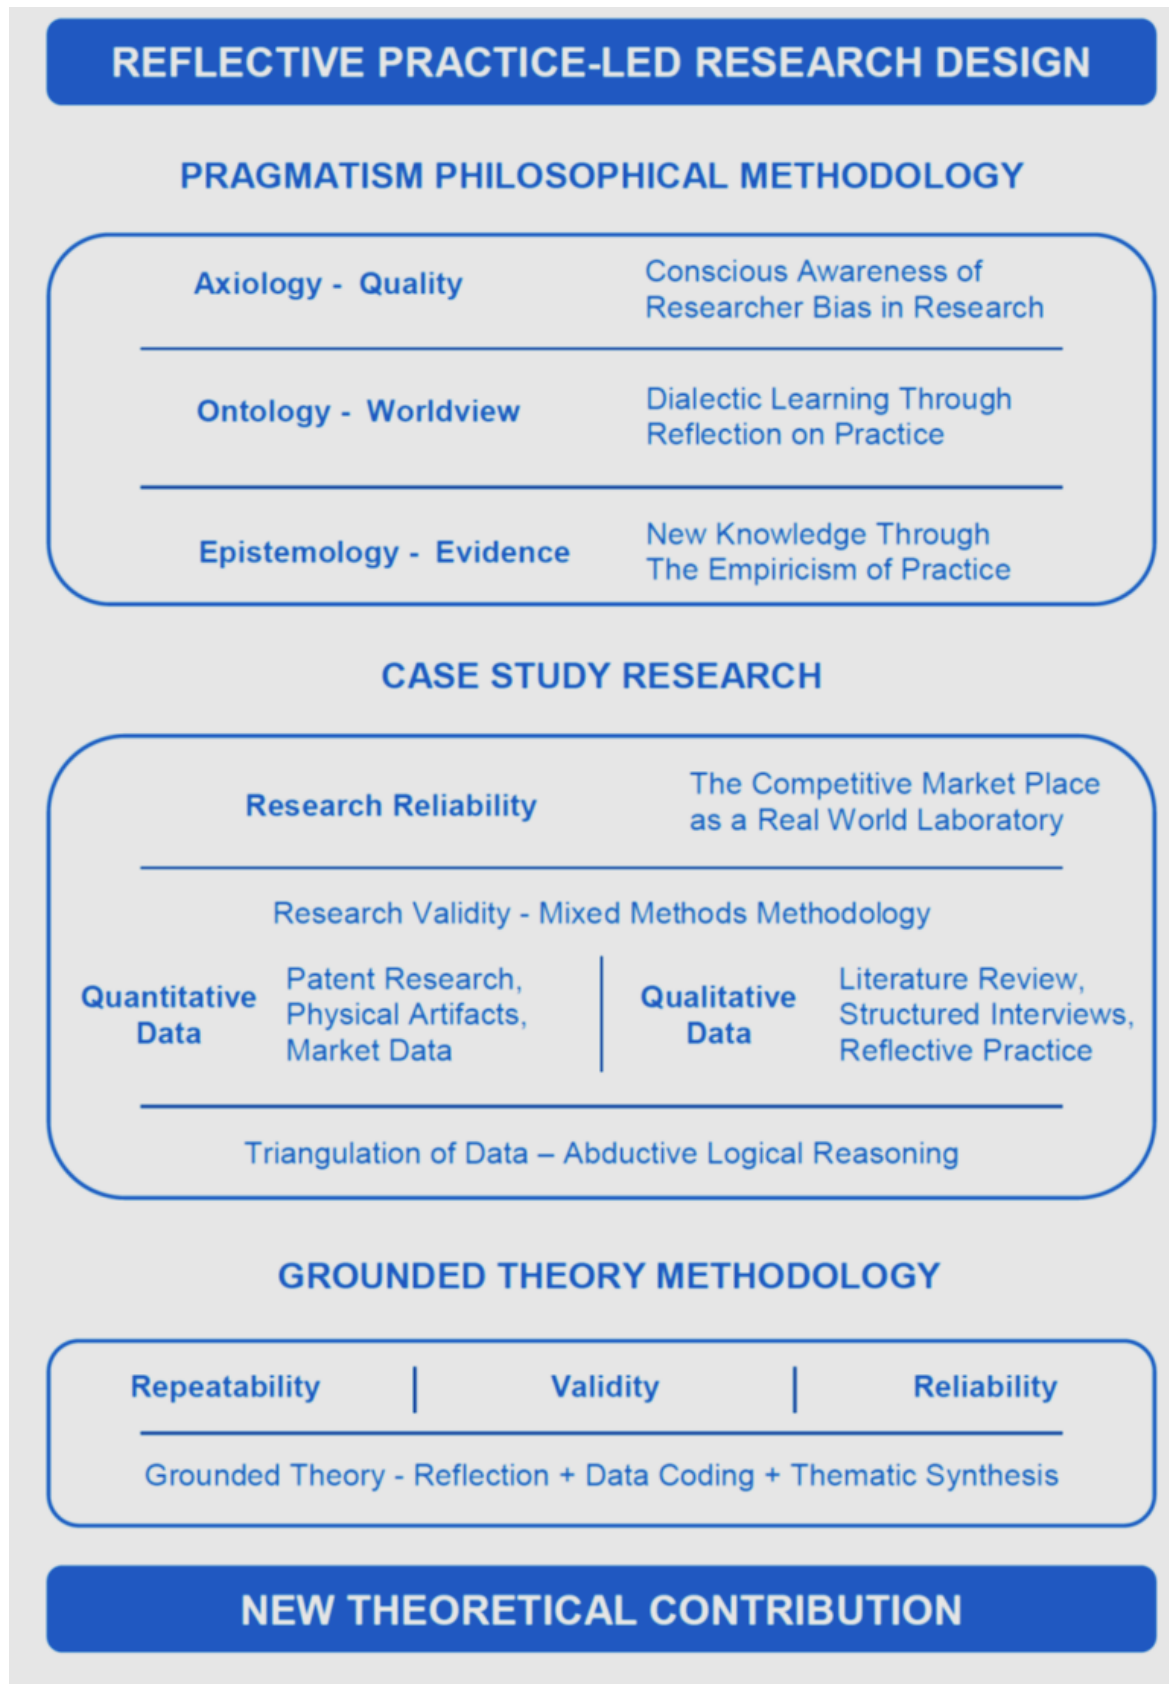 REFLECTIVE PRACTICE-LED RESEARCH DESIGN
PRAGMATISM PHILOSOPHICAL METHODOLOGY
Axiology - Quality
Conscious Awareness of
Researcher Bias in Research
Ontology - Worldview
Dialectic Learning Through
Reflection on Practice
Epistemology - Evidence
New Knowledge Through
The Empiricism of Practice
CASE STUDY RESEARCH
Research Reliability
The Competitive Market Place
as a Real World Laboratory
Research Validity - Mixed Methods Methodology
Quantitative
Data
Patent Research,
Physical Artifacts,
Market Data
Qualitative
Data
Literature Review,
Structured Interviews,
Reflective Practice
Triangulation of Data – Abductive Logical Reasoning
GROUNDED THEORY METHODOLOGY
Repeatability
Validity
Reliability
Grounded Theory - Reflection + Data Coding + Thematic Synthesis
NEW THEORETICAL CONTRIBUTION